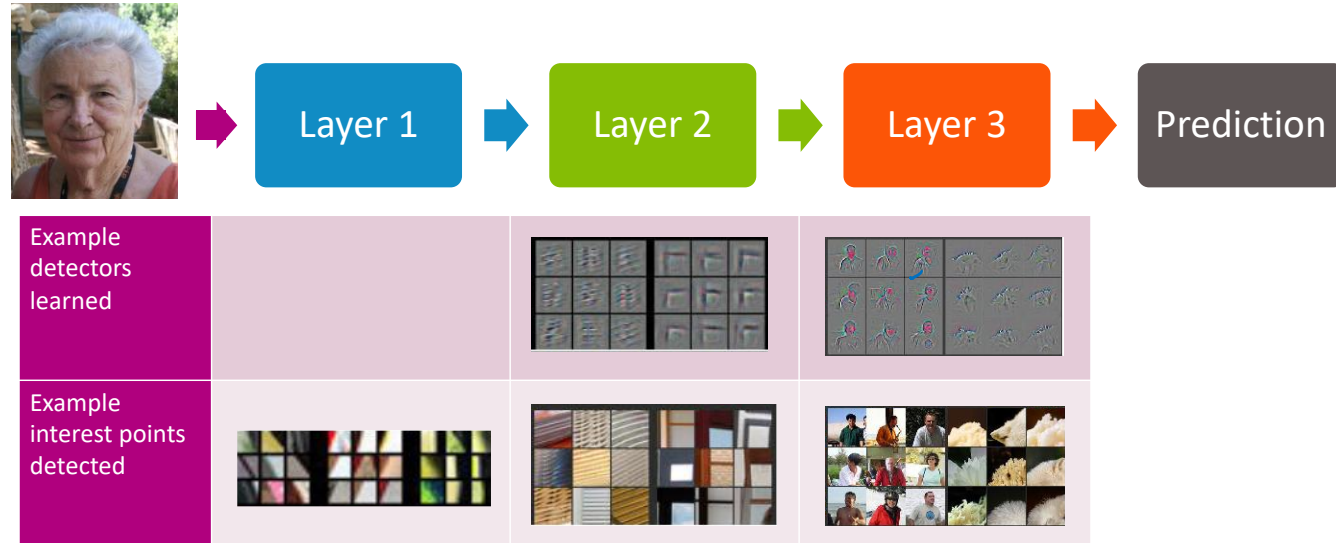 Layer 1
Layer 2
Layer 3
Prediction
Example
detectors
learned
Example
interest points
detected